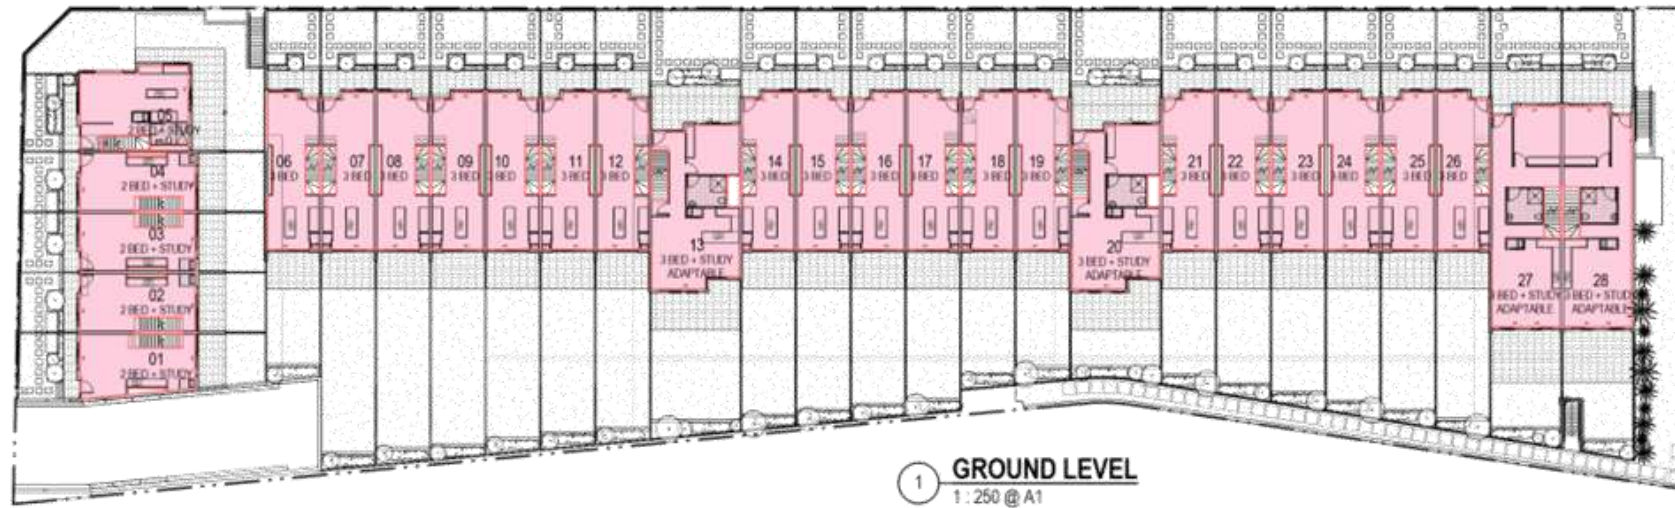 05
2 BED + STUDY
04
2 BED + STUDY
03
2 BED + STUDY
02
2 BED + STUDY
01
2 BED + STUDY
06
3 BED
07
3 BED
08
3 BED
09
3 BED
10
3 BED
11
3 BED
12
3 BED
13
3 BED + STUDY
ADAPTABLE
14
3 BED
15
3 BED
16
3 BED
17
3 BED
18
3 BED
19
3 BED
20
3 BED + STUDY
ADAPTABLE
21
3 BED
22
3 BED
23
3 BED
24
3 BED
25
3 BED
26
3 BED
27
3 BED + STUDY
ADAPTABLE
28
3 BED + STUDY
ADAPTABLE
1
GROUND LEVEL
1 : 250 @ A1